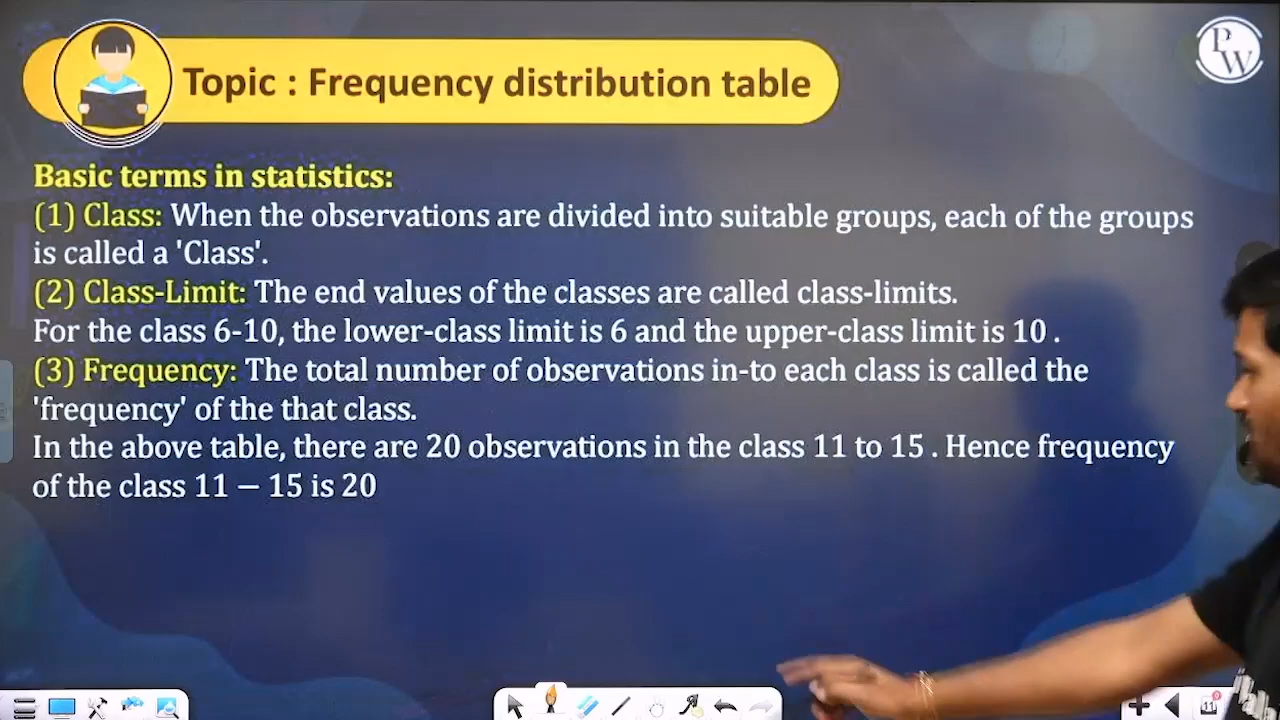 PW
Topic : Frequency distribution table
Basic terms in statistics:
(1) Class: When the observations are divided into suitable groups, each of the groups
is called a 'Class'.
(2) Class-Limit: The end values of the classes are called class-limits.
For the class 6-10, the lower-class limit is 6 and the upper-class limit is 10 .
(3) Frequency: The total number of observations in-to each class is called the
'frequency' of the that class.
In the above table, there are 20 observations in the class 11 to 15 . Hence frequency
of the class 11 – 15 is 20
11